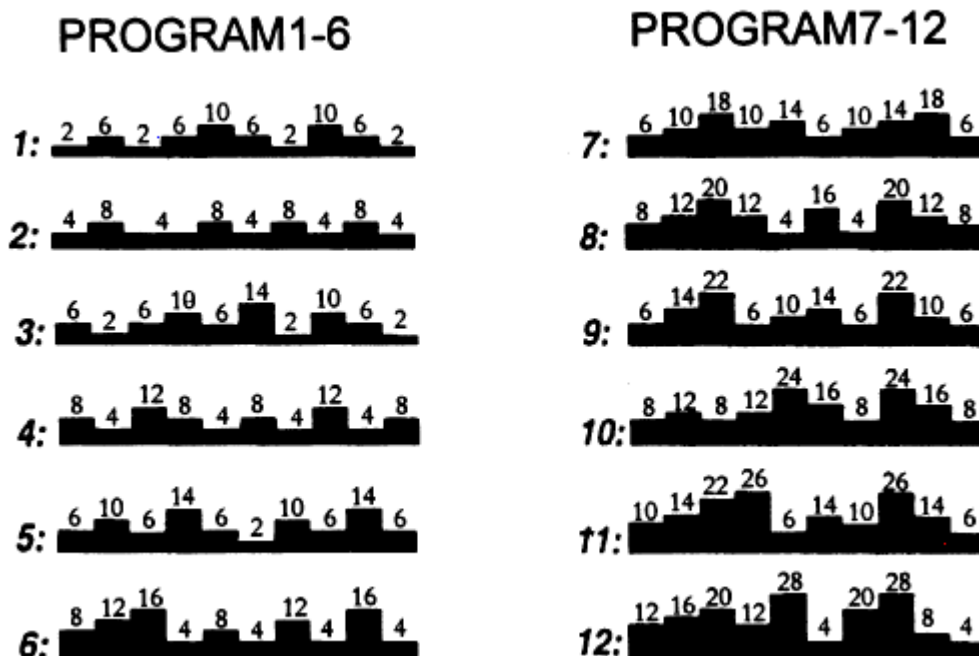 PROGRAM1-6
1: 2 6 2 6 10 6 2 10 6 2
2: 4 8 4 8 4 8 4 8 4
3: 6 2 6 10 6 14 2 10 6 2
4: 8 4 12 8 4 8 4 12 4 8
5: 6 10 6 14 6 2 10 6 14 6
6: 8 12 16 4 8 4 12 4 16 4
PROGRAM7-12
7: 6 10 18 10 14 6 10 14 18 6
8: 8 12 20 12 4 16 4 20 12 8
9: 6 14 22 6 10 14 6 22 10 6
10: 8 12 8 12 24 16 8 24 16 8
11: 10 14 22 26 6 14 10 26 14 6
12: 12 16 20 12 28 4 20 28 8 4